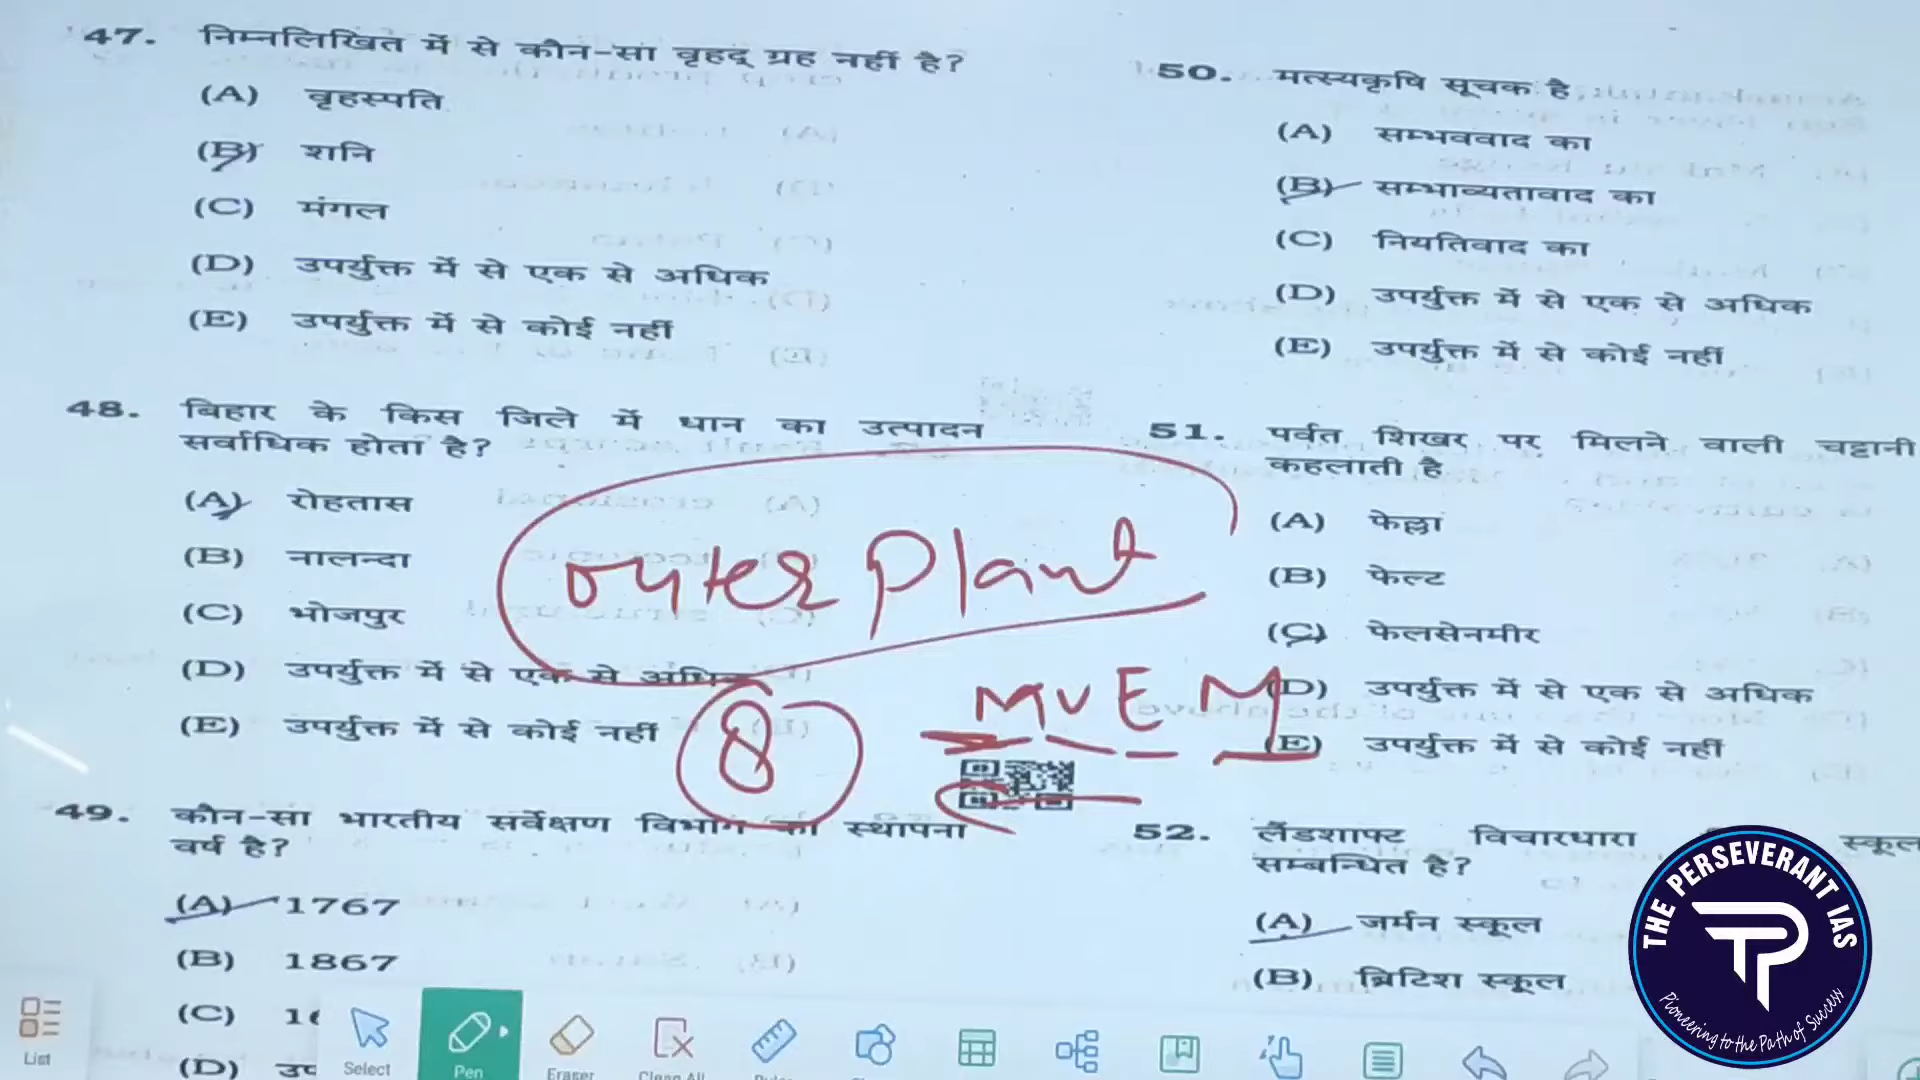 47. निम्नलिखित में से कौन-सा वृहद् ग्रह नहीं है?
(A) वृहस्पति
(B) शनि
(C) मंगल
(D) उपर्युक्त में से एक से अधिक
(E) उपर्युक्त में से कोई नहीं
48. बिहार के किस जिले में धान का उत्पादन
सर्वाधिक होता है?
(A) रोहतास
(B) नालन्दा
(C) भोजपुर
(D) उपर्युक्त में से एक से अधिक
(E) उपर्युक्त में से कोई नहीं
outer Plant
8
M V E M
49. कौन-सा भारतीय सर्वेक्षण विभाग का स्थापना
वर्ष है?
(A) 1767
(B) 1867
(C)
(D)
50. मत्स्यकृषि सूचक है
(A) सम्भववाद का
(B) सम्भाव्यतावाद का
(C) नियतिवाद का
(D) उपर्युक्त में से एक से अधिक
(E) उपर्युक्त में से कोई नहीं
51. पर्वत शिखर पर मिलने वाली चट्टानी
कहलाती है
(A) फेल्ला
(B) फेल्ट
(C) फेलसेनमीर
(D) उपर्युक्त में से एक से अधिक
(E) उपर्युक्त में से कोई नहीं
52. लैंडशाफ्ट विचारधारा स्कूल
सम्बन्धित है?
(A) जर्मन स्कूल
(B) ब्रिटिश स्कूल
THE PERSEVERANT IAS
Pioneering to the Path of Success
List
Select
Pen
Eraser
Clean All